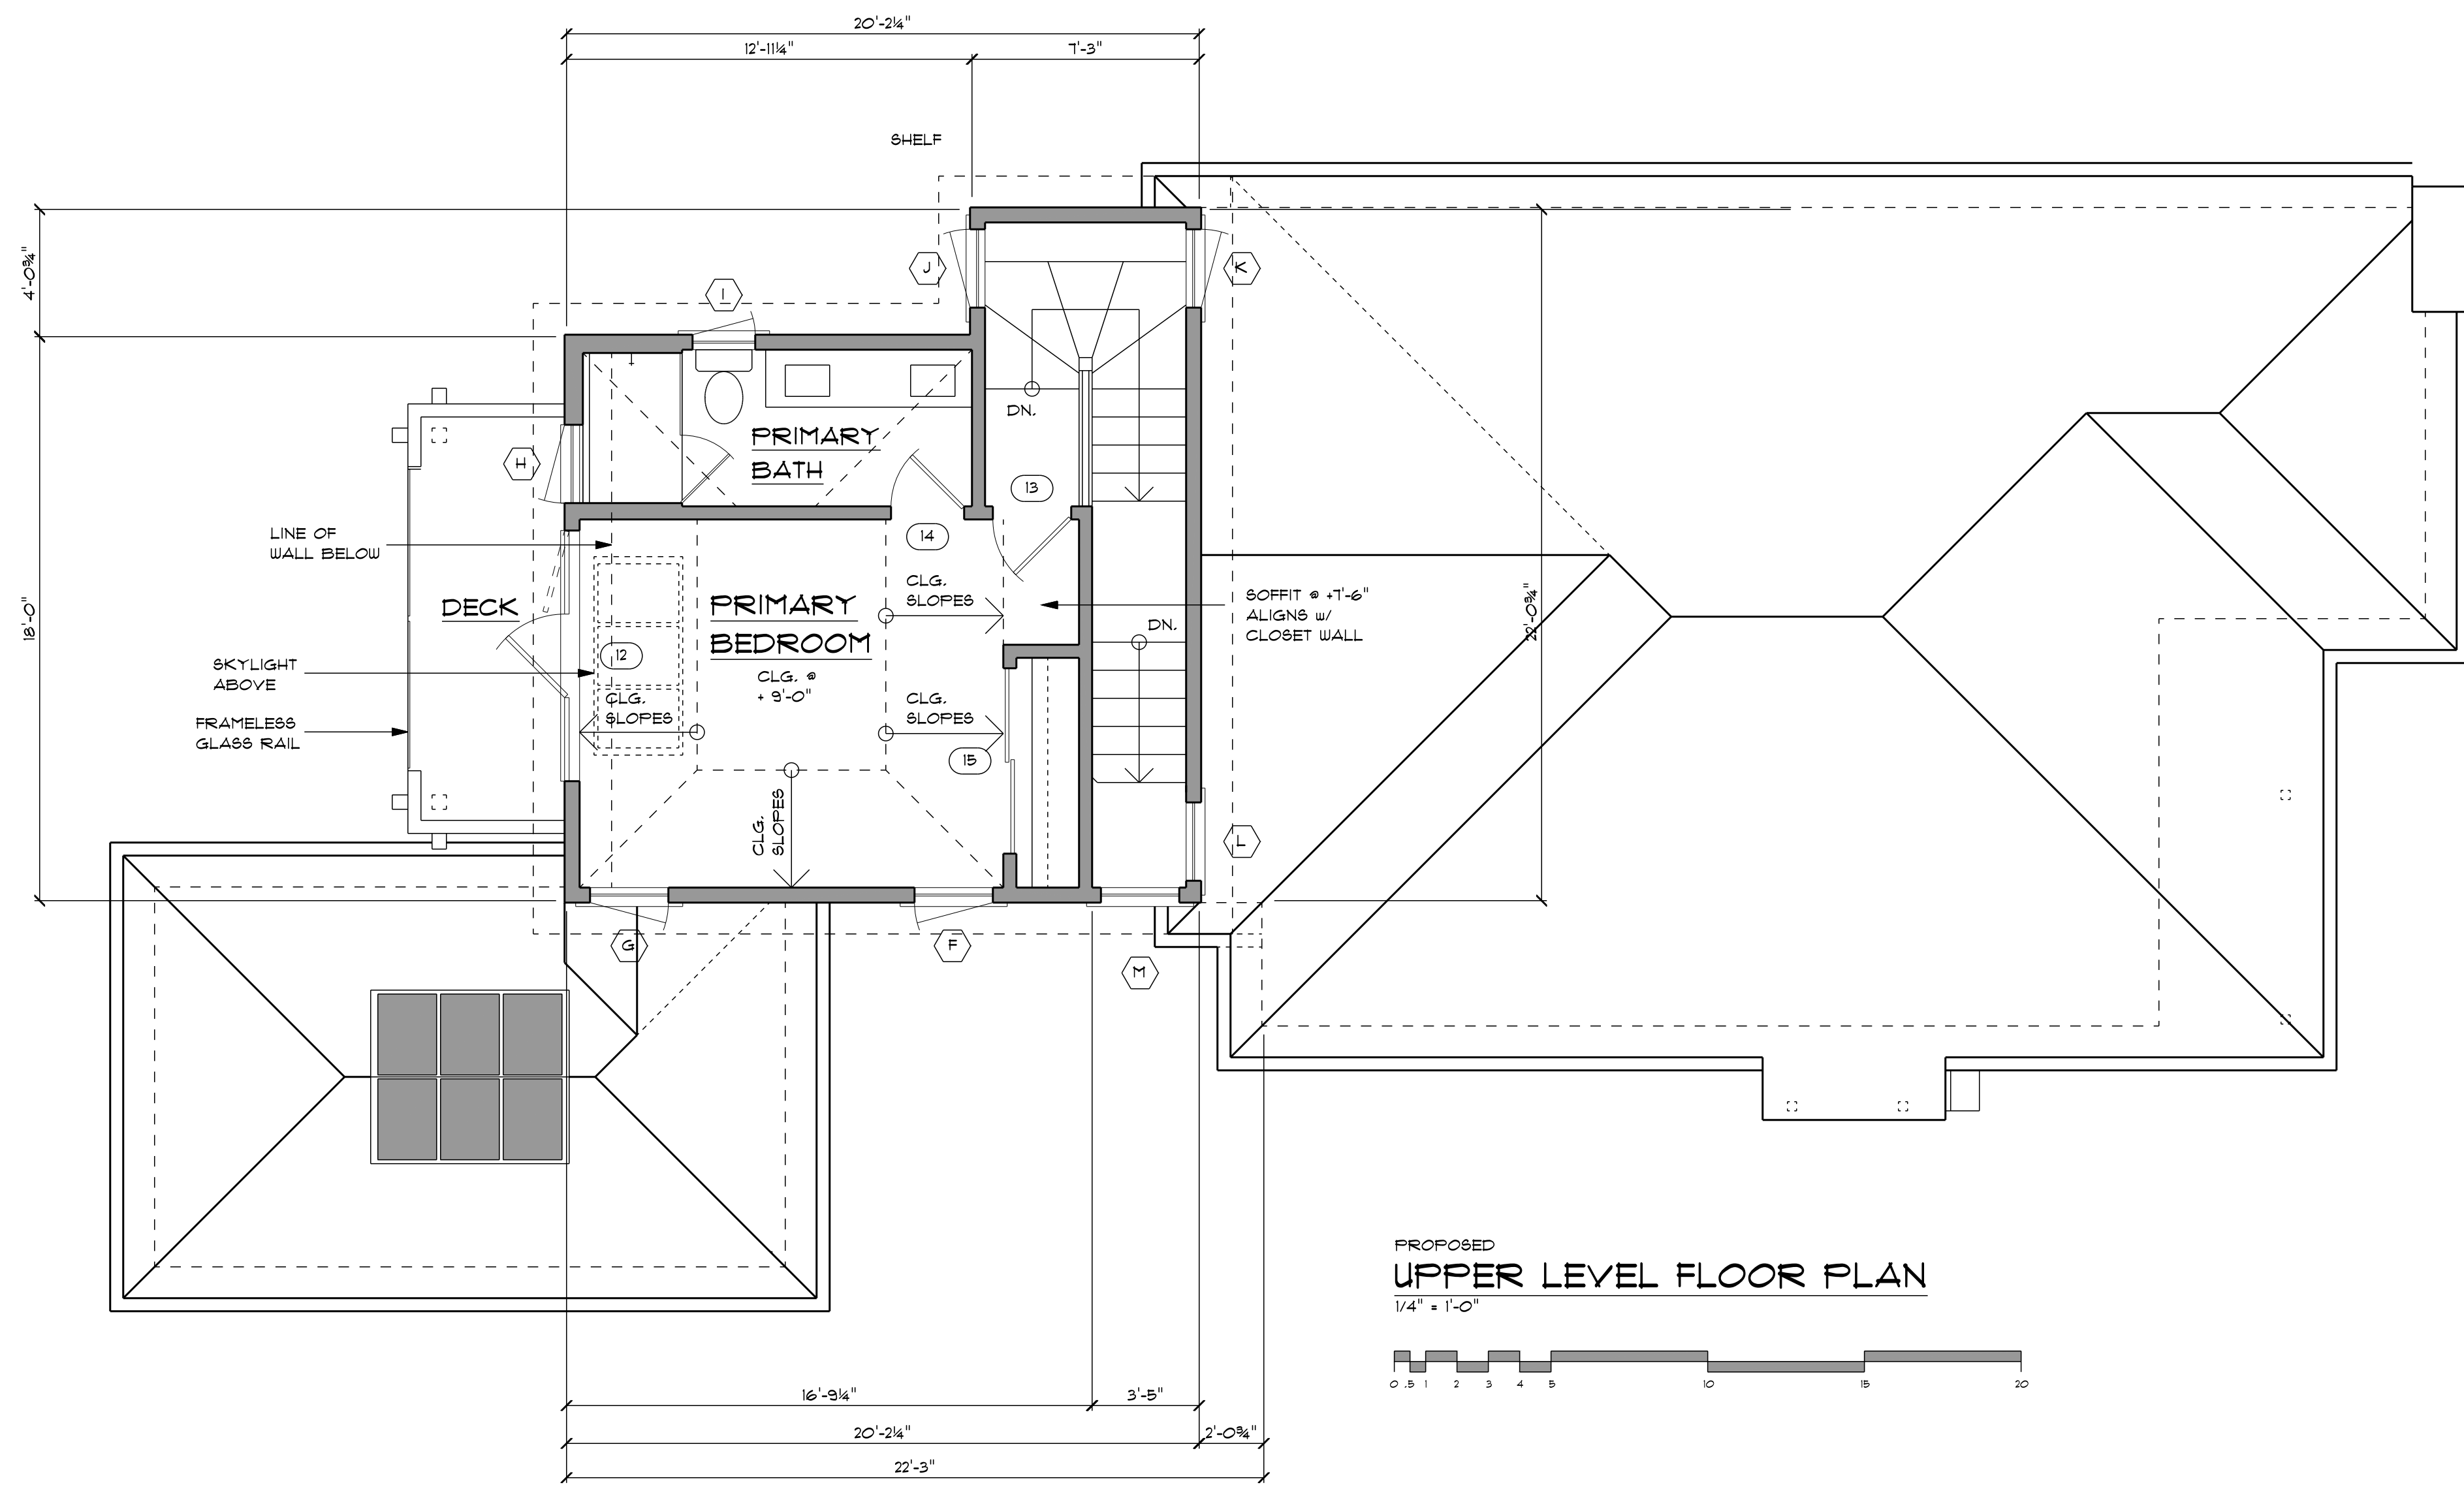 20'-2¼"
12'-11¼"
7'-3"
SHELF
J
K
I
4'-0¾"
DN.
PRIMARY
BATH
H
13
LINE OF
WALL BELOW
14
CLG.
SLOPES
SOFFIT @ +7'-6"
ALIGNS w/
CLOSET WALL
22'-0¾"
18'-0"
DECK
PRIMARY
BEDROOM
CLG. @
+ 9'-0"
DN.
SKYLIGHT
ABOVE
12
CLG.
SLOPES
CLG.
SLOPES
FRAMELESS
GLASS RAIL
15
CLG.
SLOPES
L
G
F
M
PROPOSED
UPPER LEVEL FLOOR PLAN
1/4" = 1'-0"
0 .5 1 2 3 4 5 10 15 20
16'-9¼"
3'-5"
20'-2¼"
2'-0¾"
22'-3"